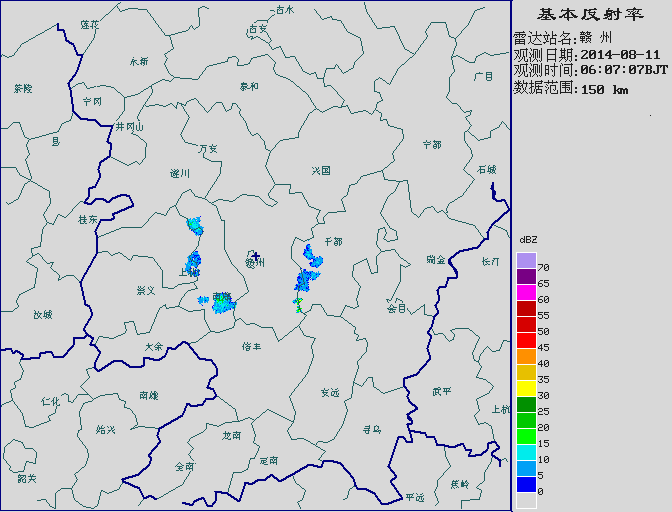 基本反射率
雷达站名: 赣 州
观测日期: 2014-08-11
观测时间: 06:07:07BJT
数据范围: 150 km
dBZ
70
65
60
55
50
45
40
35
30
25
20
15
10
5
0
莲花
吉水
吉安
永新
广昌
茶陵
宁冈
泰和
井冈山
万安
宁都
遂川
兴国
石城
桂东
于都
赣州
瑞金
长汀
上犹
崇义
南康
会昌
汝城
大余
信丰
仁化
南雄
安远
武平
上杭
始兴
龙南
寻乌
全南
定南
韶关
蕉岭
平远